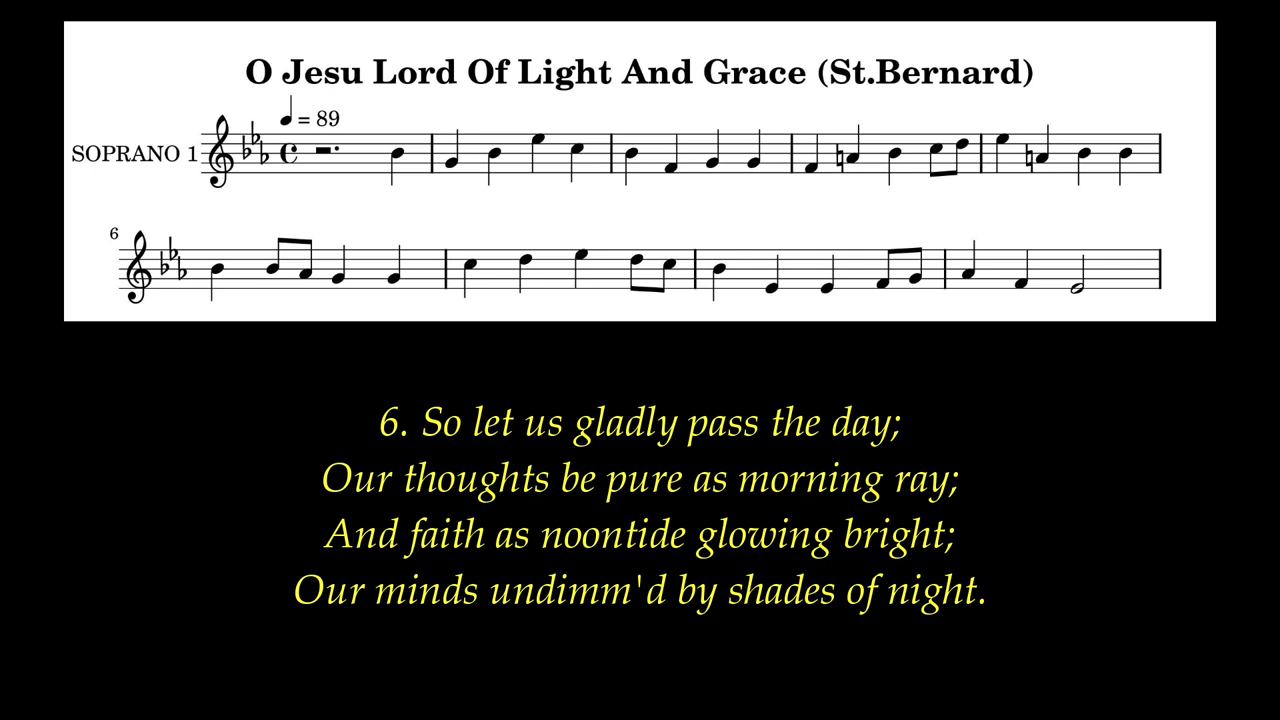 O Jesu Lord Of Light And Grace (St.Bernard)
= 89
SOPRANO 1
6
6. So let us gladly pass the day;
Our thoughts be pure as morning ray;
And faith as noontide glowing bright;
Our minds undimm'd by shades of night.